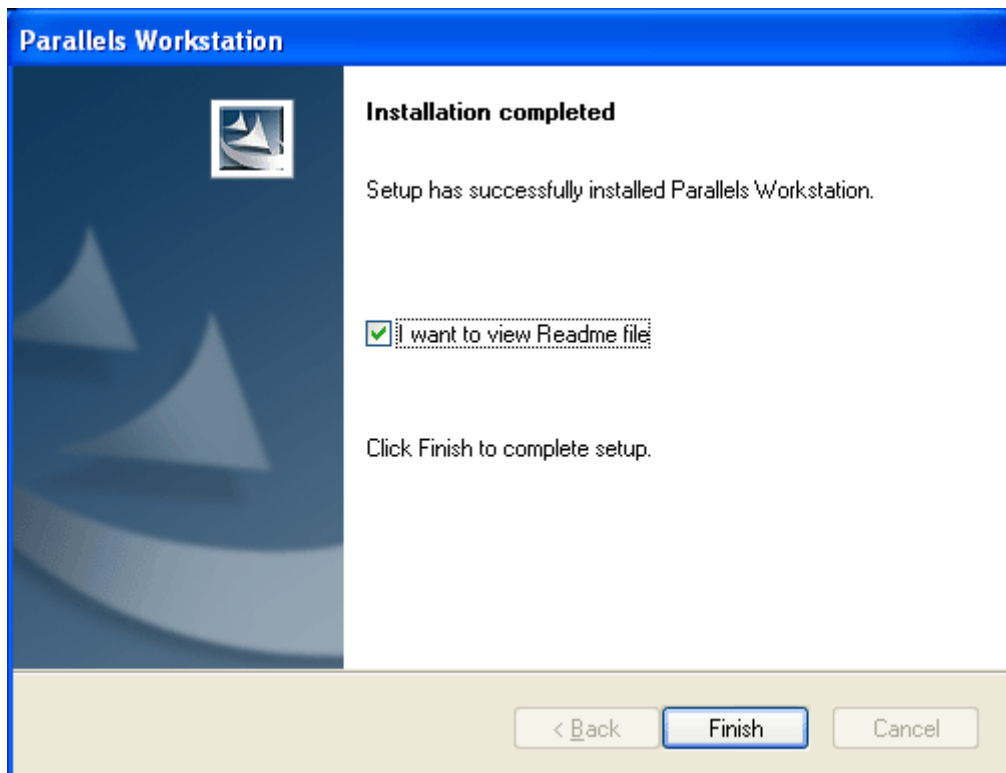 Parallels Workstation
Installation completed
Setup has successfully installed Parallels Workstation.
I want to view Readme file
Click Finish to complete setup.
< Back
Finish
Cancel